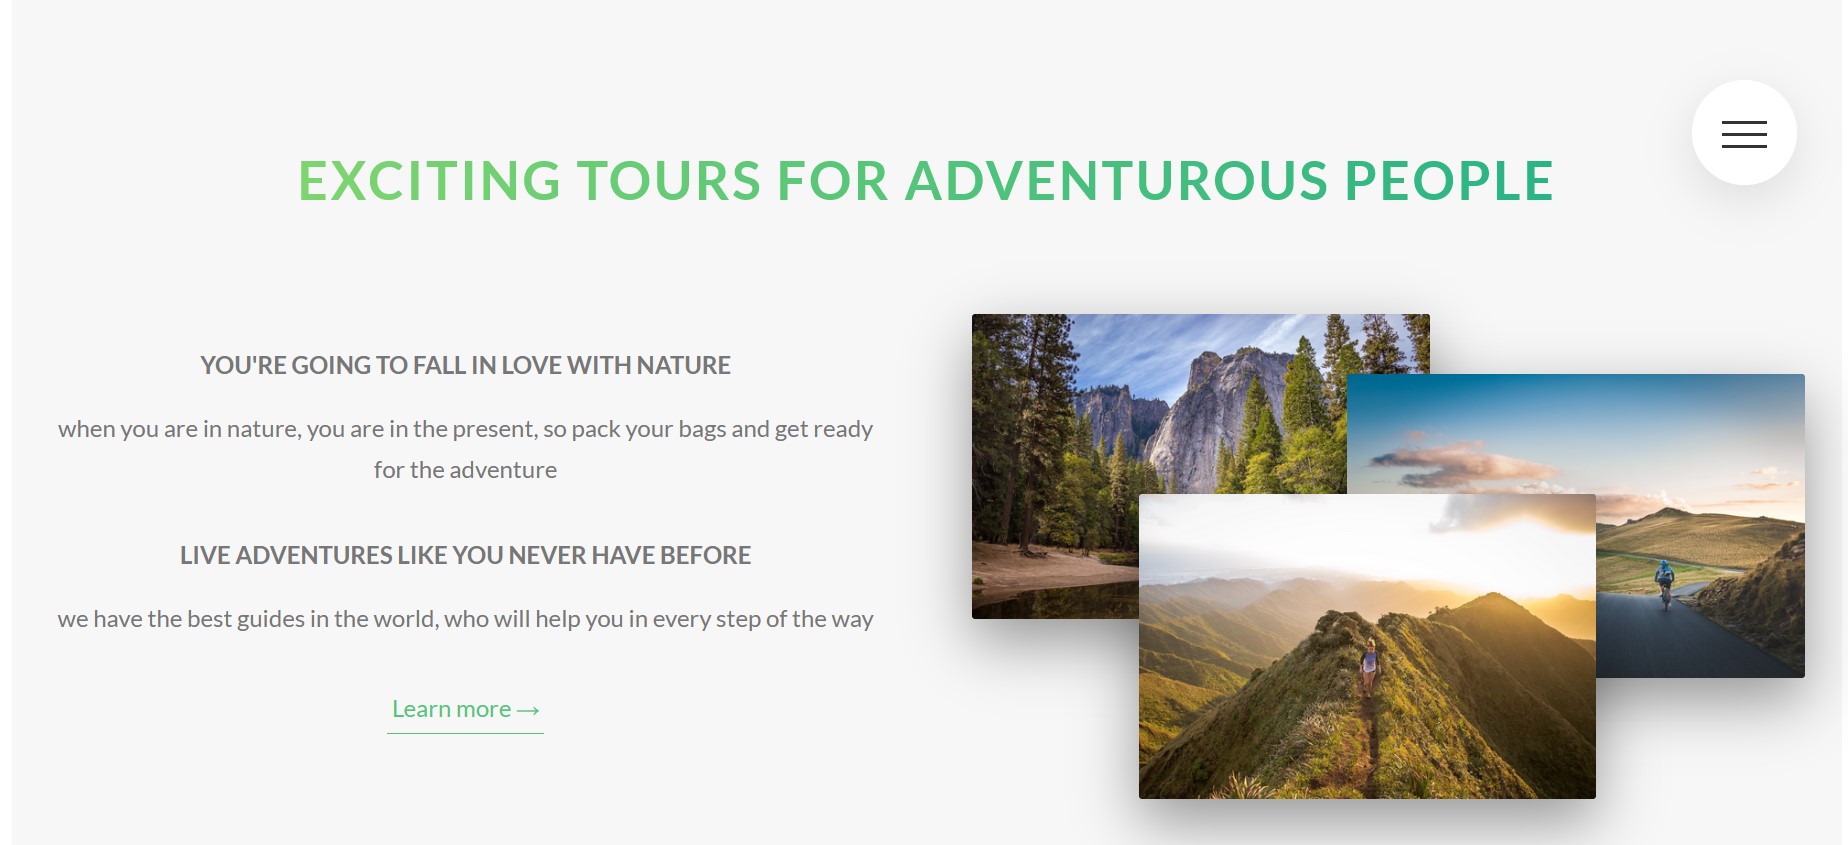 EXCITING TOURS FOR ADVENTUROUS PEOPLE
YOU'RE GOING TO FALL IN LOVE WITH NATURE
when you are in nature, you are in the present, so pack your bags and get ready
for the adventure
LIVE ADVENTURES LIKE YOU NEVER HAVE BEFORE
we have the best guides in the world, who will help you in every step of the way
Learn more →